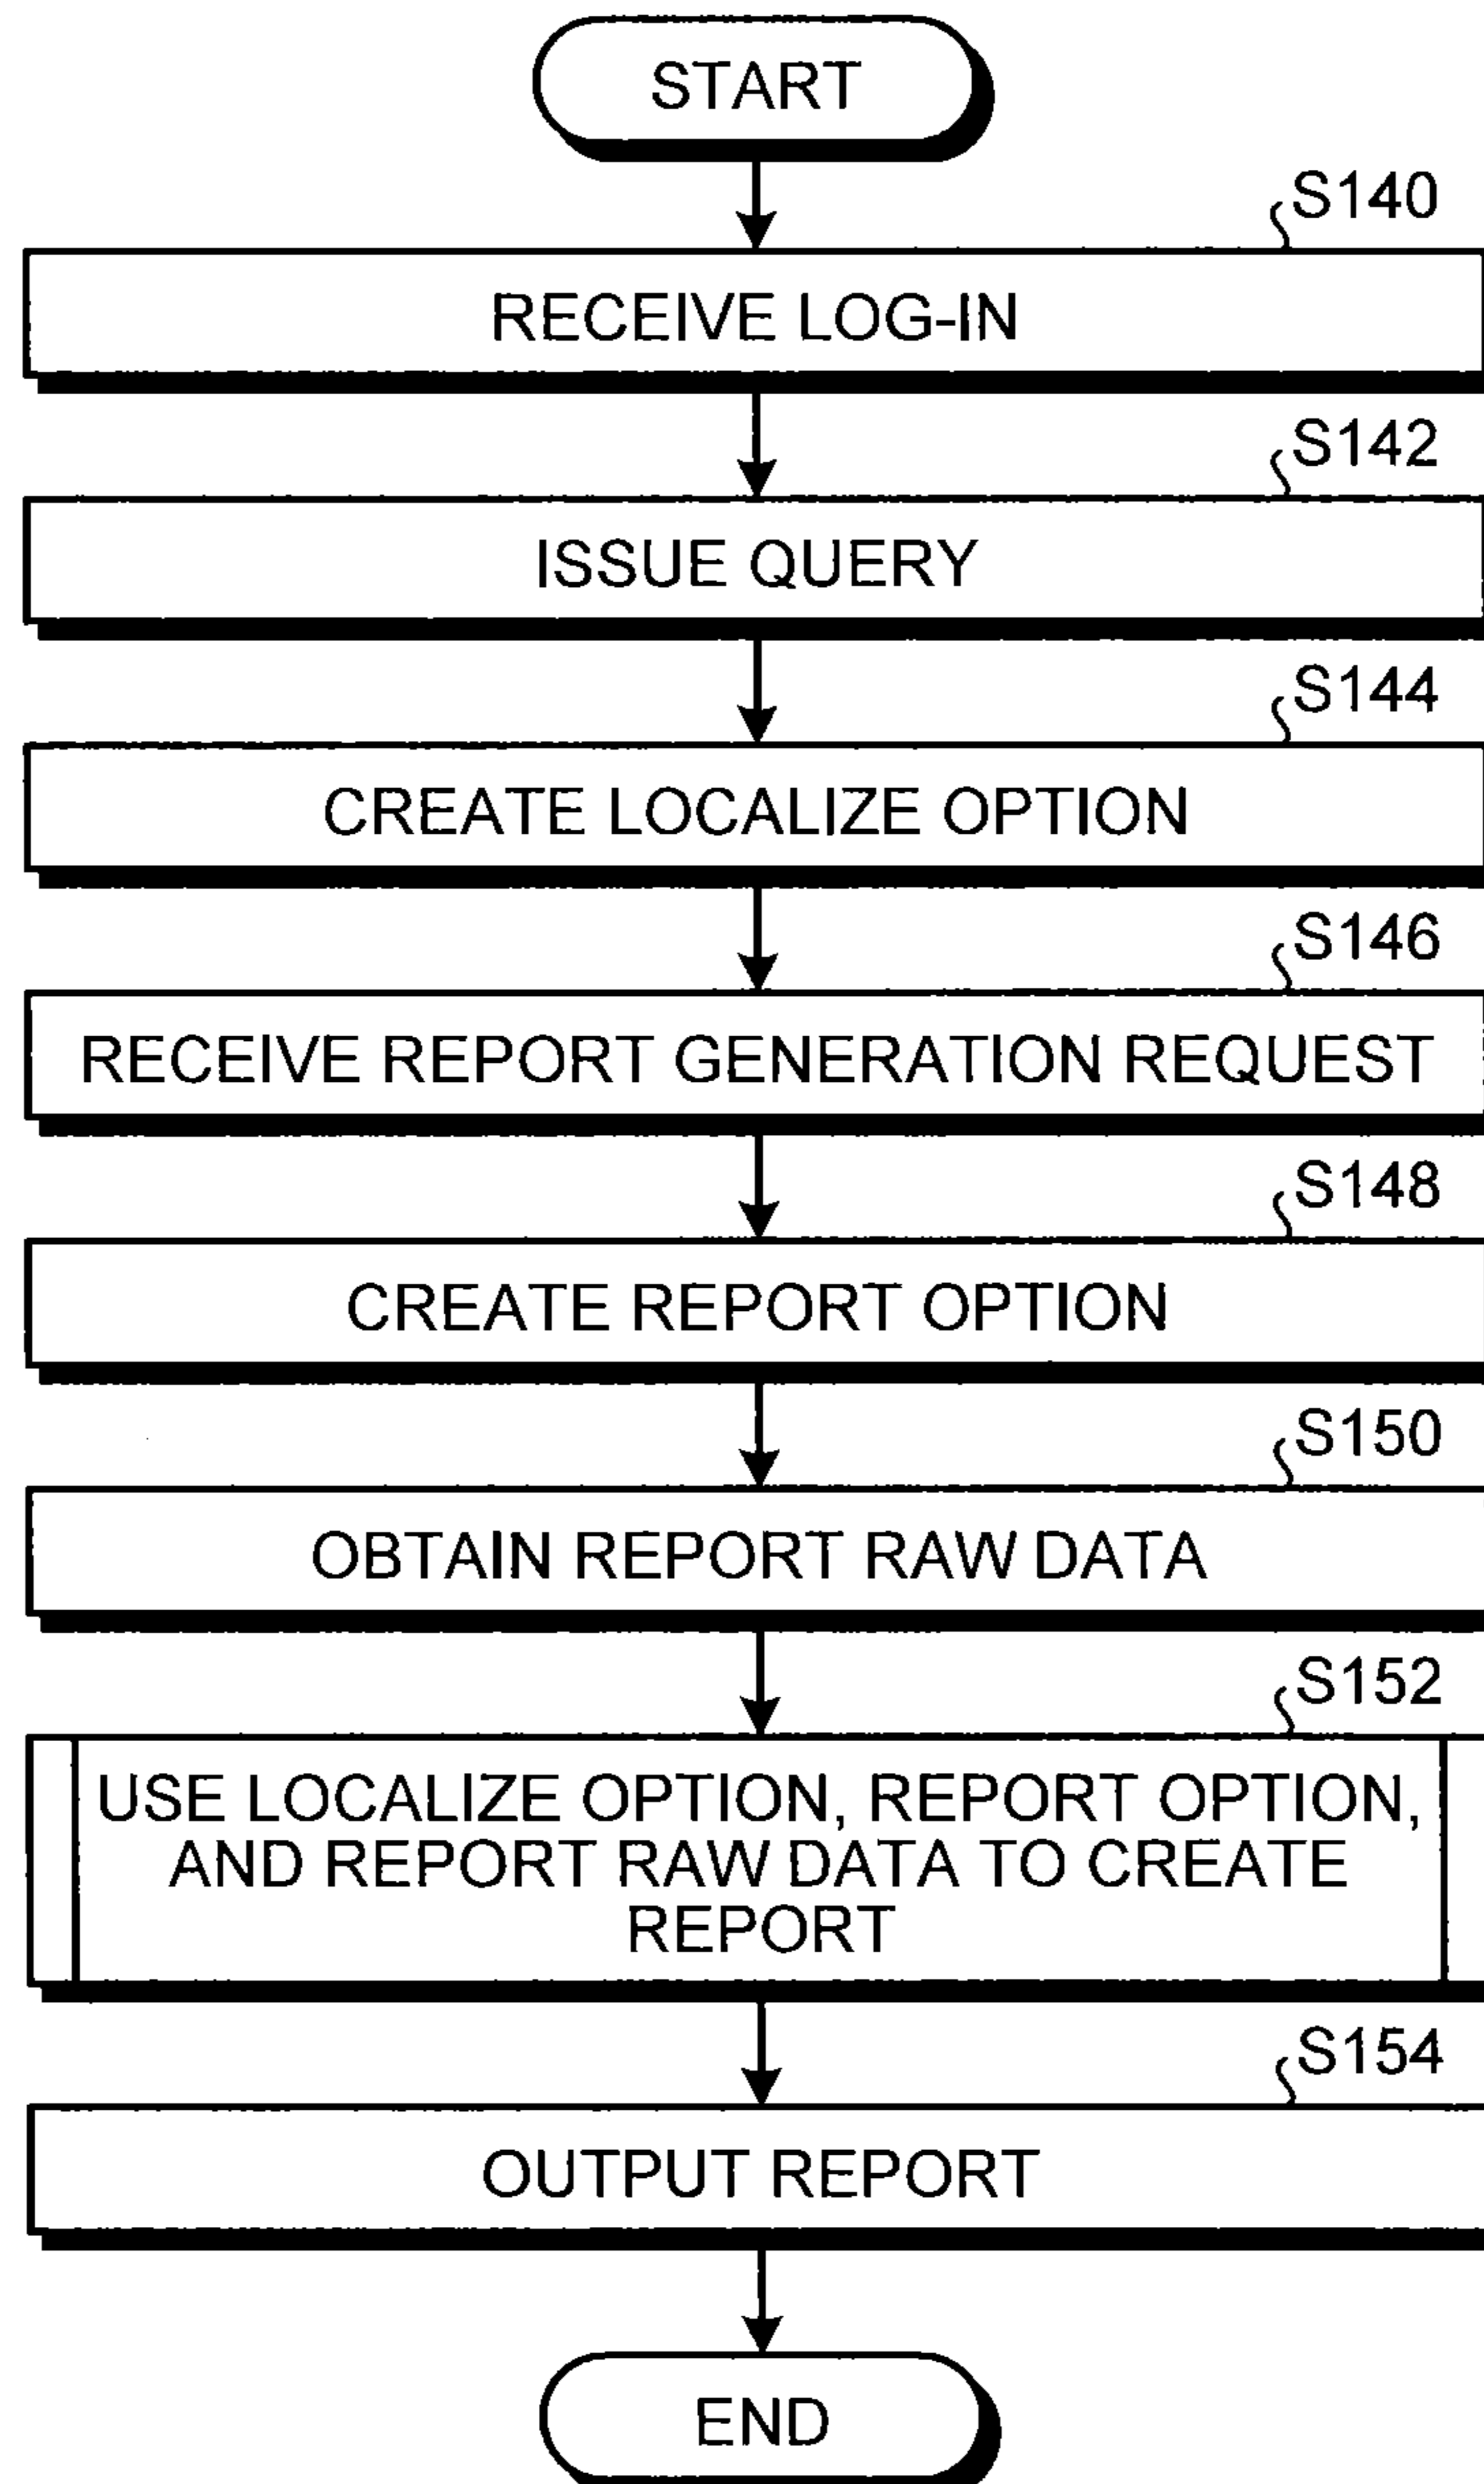 START
S140
RECEIVE LOG-IN
S142
ISSUE QUERY
S144
CREATE LOCALIZE OPTION
S146
RECEIVE REPORT GENERATION REQUEST
S148
CREATE REPORT OPTION
S150
OBTAIN REPORT RAW DATA
S152
USE LOCALIZE OPTION, REPORT OPTION,
AND REPORT RAW DATA TO CREATE
REPORT
S154
OUTPUT REPORT
END